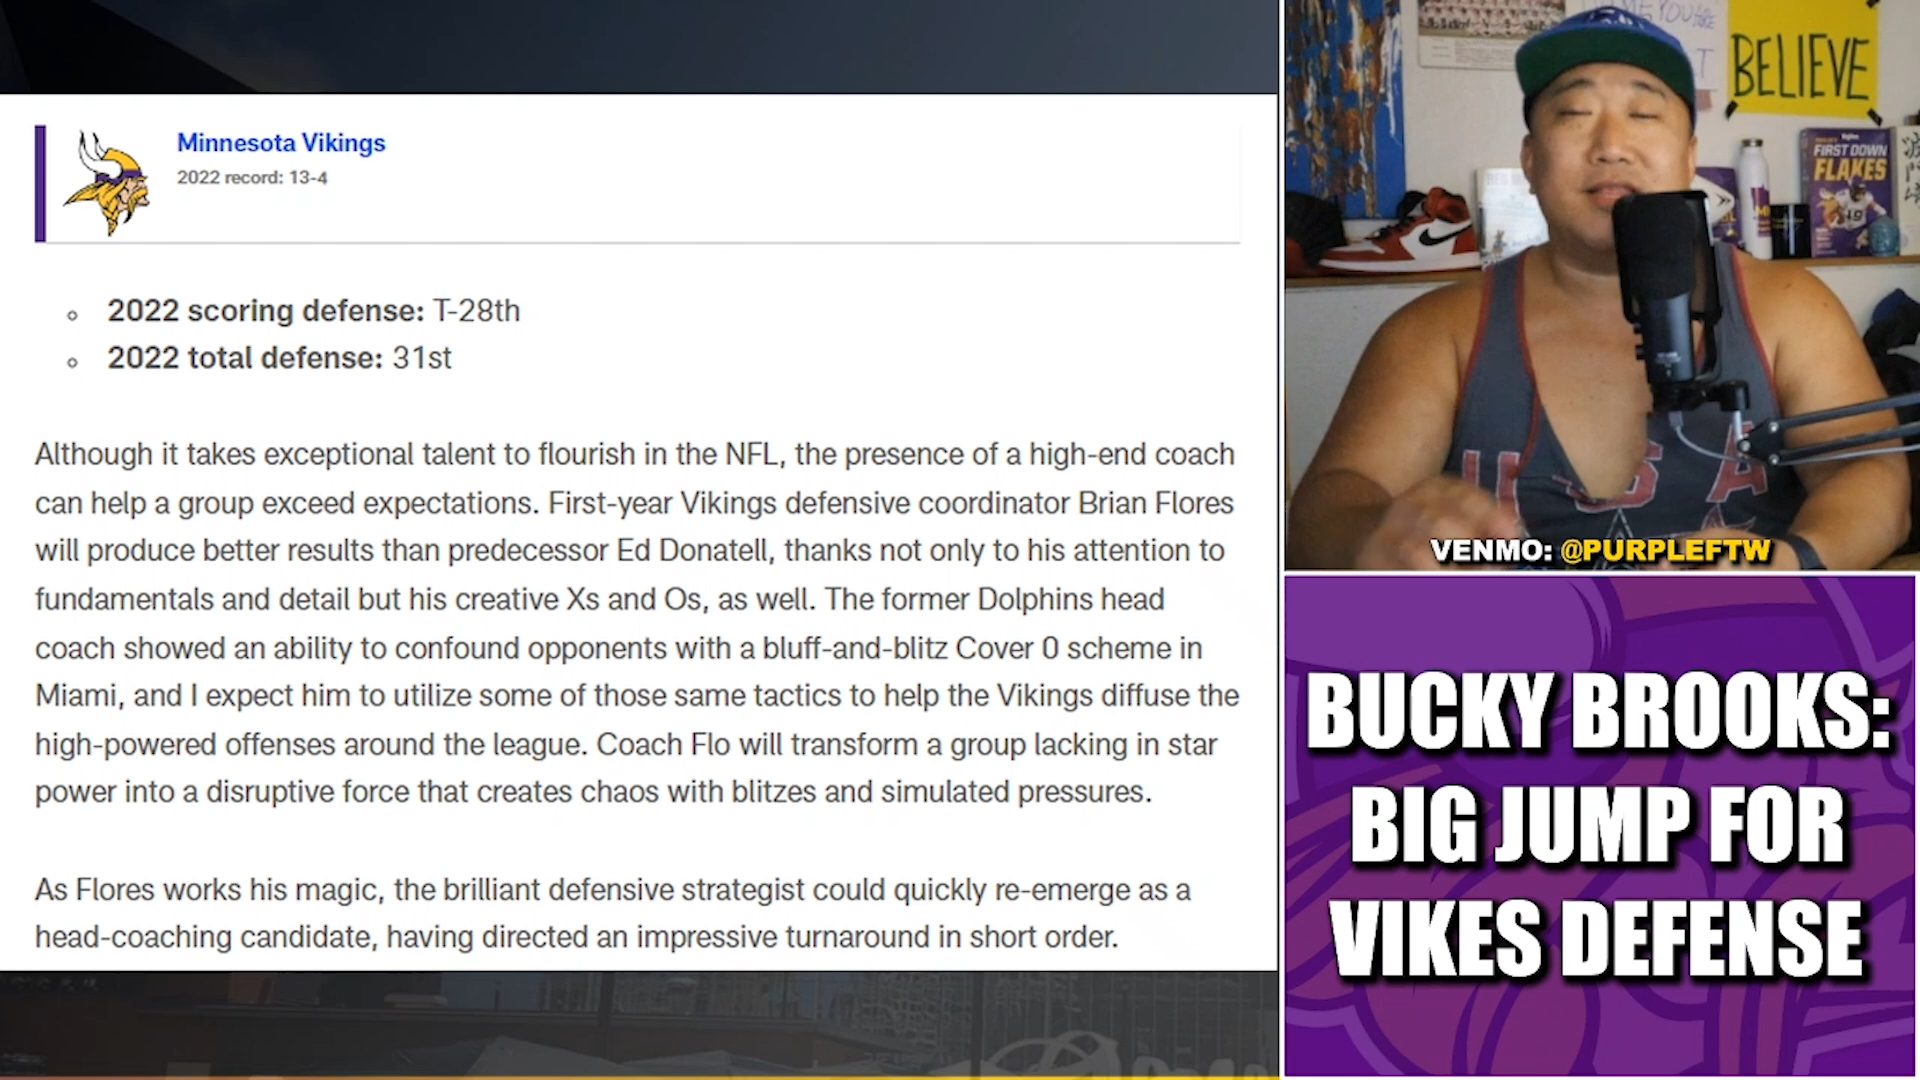 Minnesota Vikings
2022 record: 13-4
2022 scoring defense: T-28th
2022 total defense: 31st
Although it takes exceptional talent to flourish in the NFL, the presence of a high-end coach
can help a group exceed expectations. First-year Vikings defensive coordinator Brian Flores
will produce better results than predecessor Ed Donatell, thanks not only to his attention to
fundamentals and detail but his creative Xs and Os, as well. The former Dolphins head
coach showed an ability to confound opponents with a bluff-and-blitz Cover 0 scheme in
Miami, and I expect him to utilize some of those same tactics to help the Vikings diffuse the
high-powered offenses around the league. Coach Flo will transform a group lacking in star
power into a disruptive force that creates chaos with blitzes and simulated pressures.
As Flores works his magic, the brilliant defensive strategist could quickly re-emerge as a
head-coaching candidate, having directed an impressive turnaround in short order.
BELIEVE
FIRST DOWN
FLAKES
19
USA
VENMO: @PURPLEFTW
BUCKY BROOKS:
BIG JUMP FOR
VIKES DEFENSE